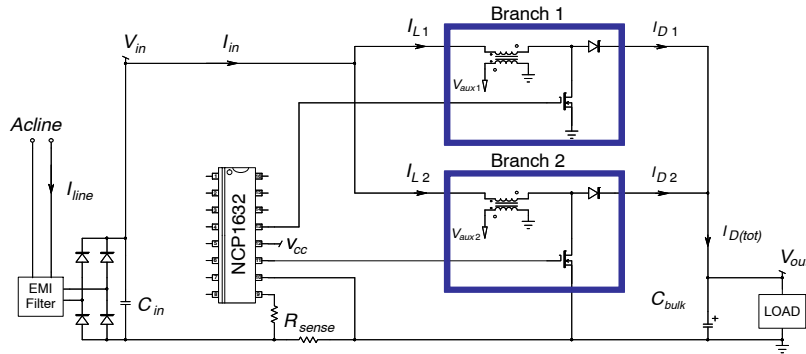 Branch 1
V_in
I_in
I_L1
I_D1
V_aux1
Acline
I_line
Branch 2
I_L2
I_D2
NCP1632
V_cc
V_aux2
I_D(tot)
V_out
EMI
Filter
C_in
R_sense
C_bulk
+
LOAD